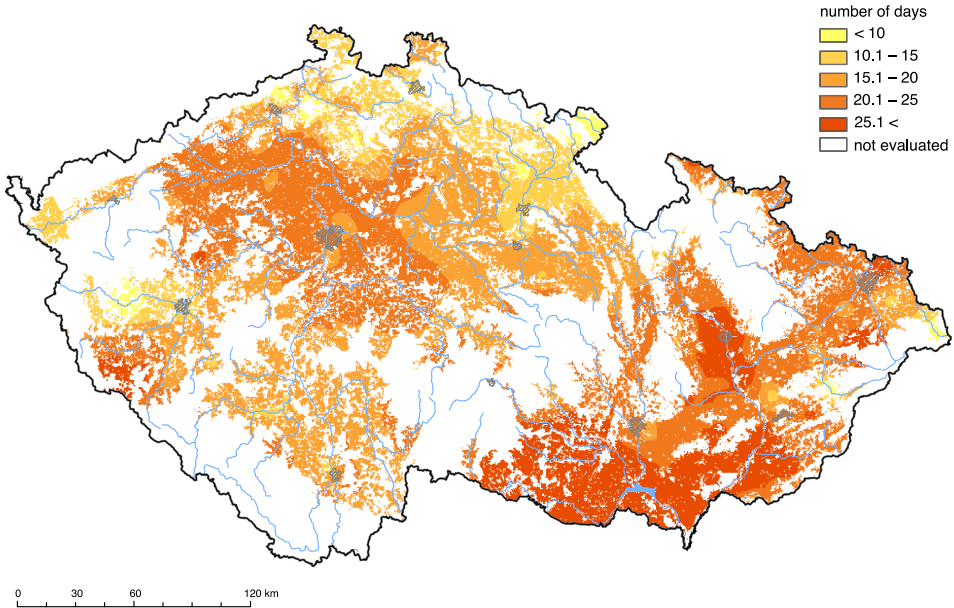 number of days
< 10
10.1 – 15
15.1 – 20
20.1 – 25
25.1 <
not evaluated
0 30 60 120 km